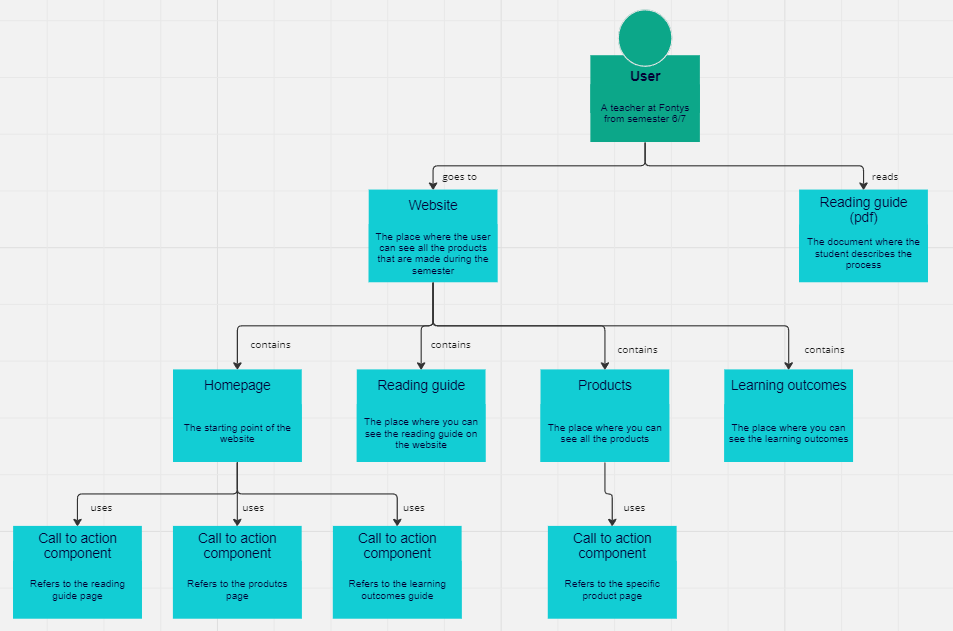 User
A teacher at Fontys
from semester 6/7
goes to
reads
Website
The place where the user
can see all the products
that are made during the
semester
Reading guide
(pdf)
The document where the
student describes the
process
contains
contains
contains
contains
Homepage
The starting point of the
website
Reading guide
The place where you can
see the reading guide on
the website
Products
The place where you can
see all the products
Learning outcomes
The place where you can
see the learning outcomes
uses
uses
uses
uses
Call to action
component
Refers to the reading
guide page
Call to action
component
Refers to the produtcs
page
Call to action
component
Refers to the learning
outcomes guide
Call to action
component
Refers to the specific
product page